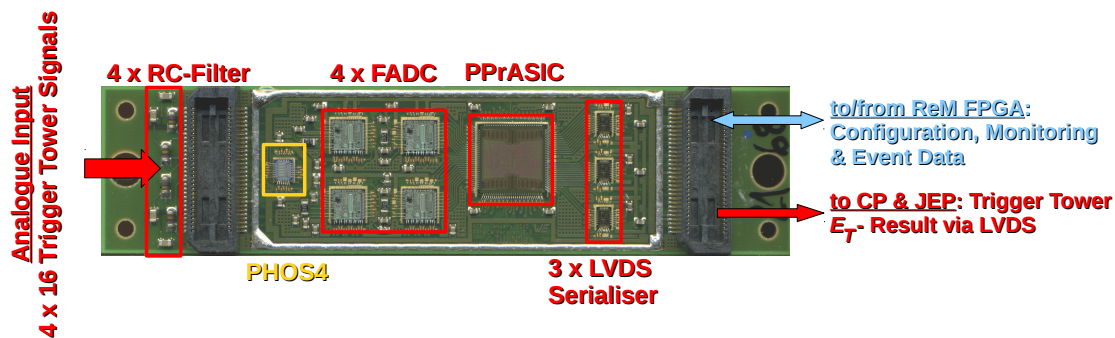 Analogue Input
4 x 16 Trigger Tower Signals
4 x RC-Filter
4 x FADC
PPrASIC
to/from ReM FPGA:
Configuration, Monitoring
& Event Data
to CP & JEP: Trigger Tower
ET- Result via LVDS
PHOS4
3 x LVDS
Serialiser